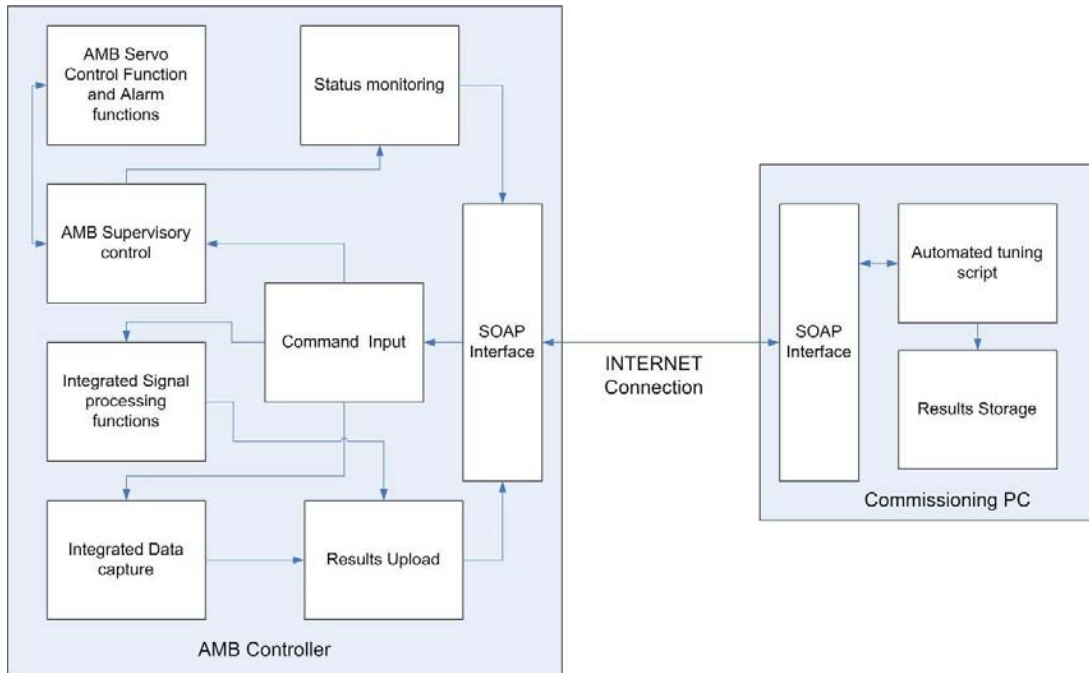 AMB Servo
Control Function
and Alarm
functions
Status monitoring
AMB Supervisory
control
Command Input
SOAP
Interface
Integrated Signal
processing
functions
Integrated Data
capture
Results Upload
AMB Controller
INTERNET
Connection
SOAP
Interface
Automated tuning
script
Results Storage
Commissioning PC